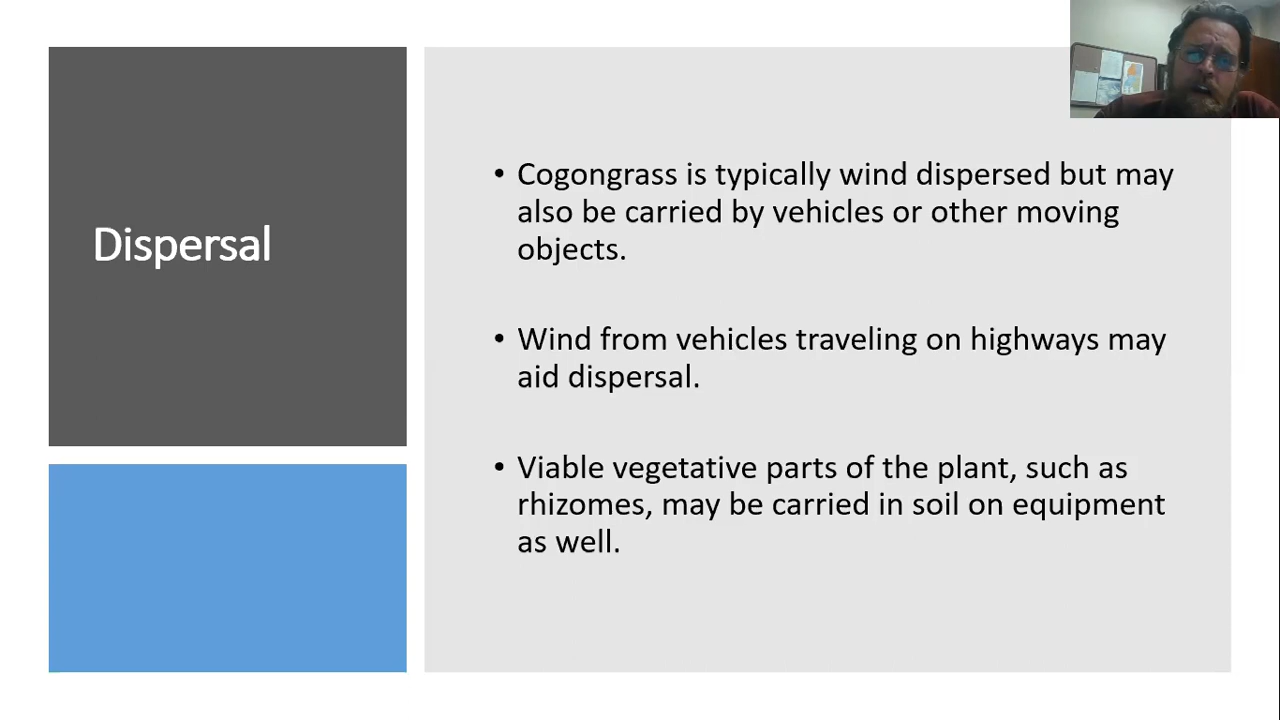 Dispersal
• Cogongrass is typically wind dispersed but may
also be carried by vehicles or other moving
objects.
• Wind from vehicles traveling on highways may
aid dispersal.
• Viable vegetative parts of the plant, such as
rhizomes, may be carried in soil on equipment
as well.